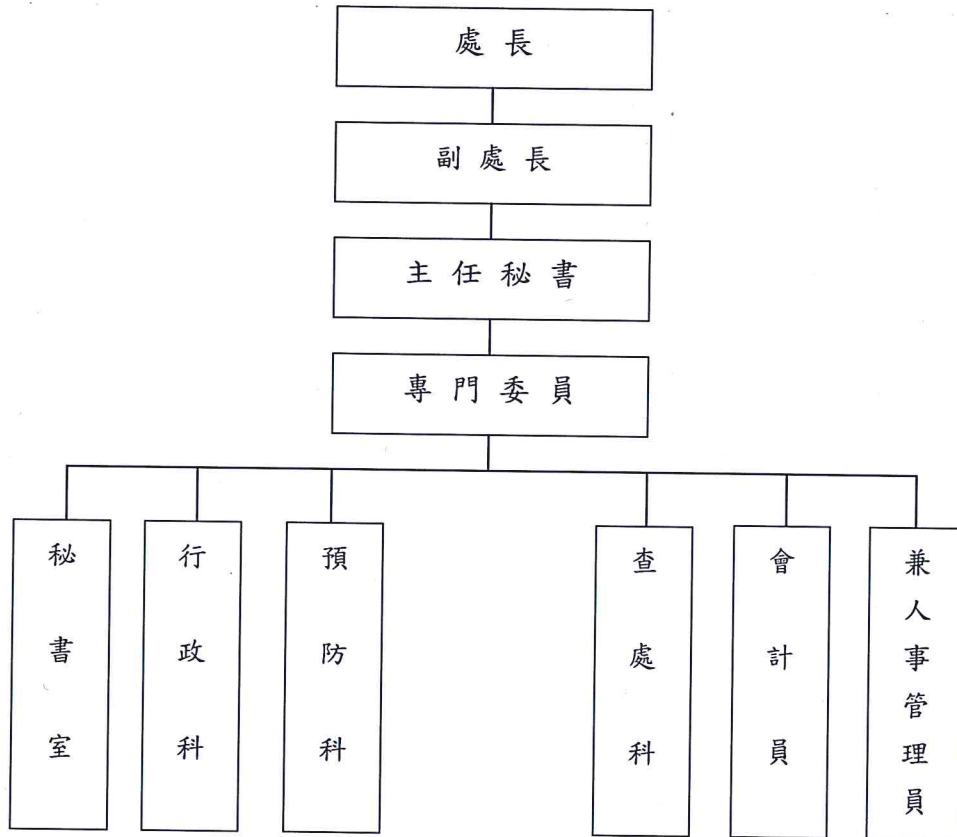 處長
副處長
主任秘書
專門委員
秘書室
行政科
預防科
查處科
會計員
兼人事管理員